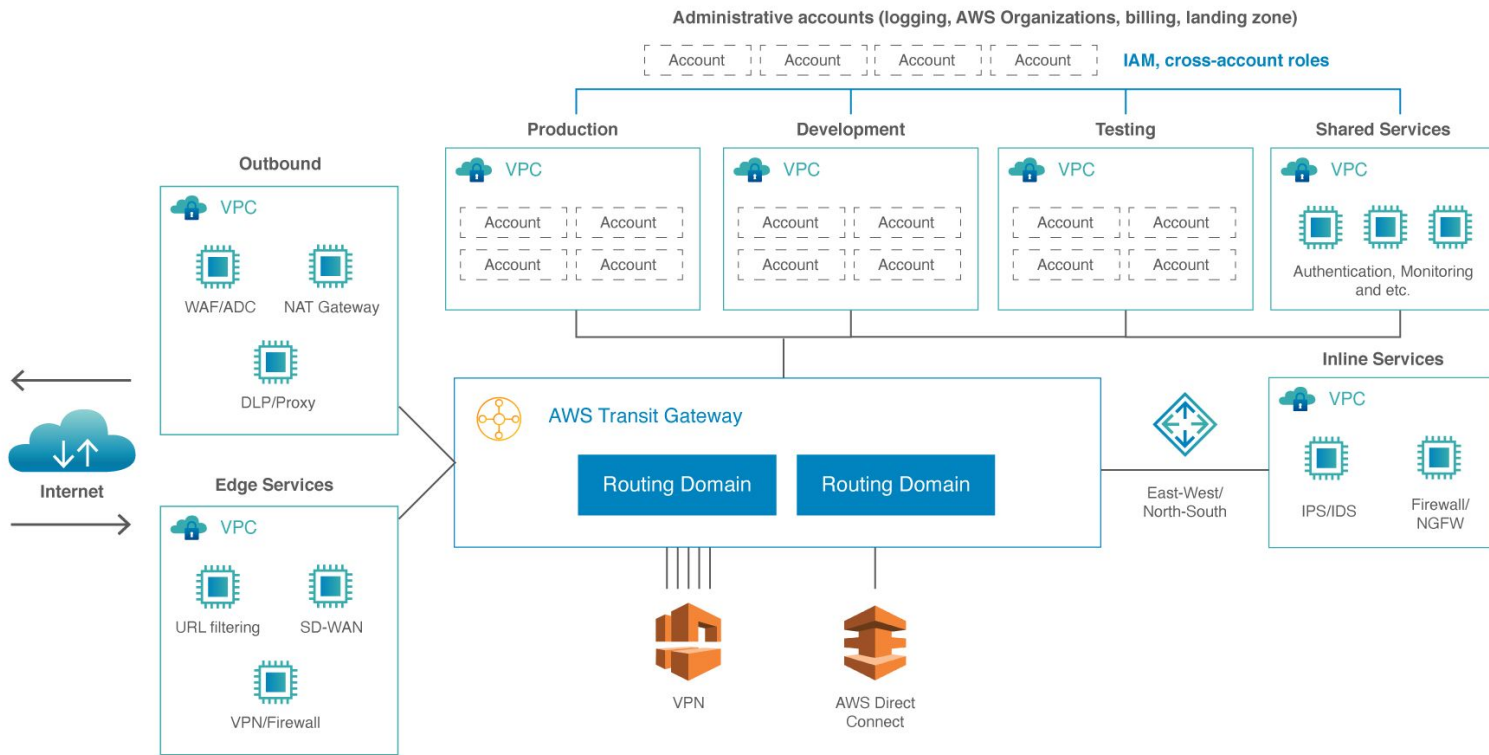 Administrative accounts (logging, AWS Organizations, billing, landing zone)
Account
Account
Account
Account
IAM, cross-account roles
Production
Development
Testing
Shared Services
VPC
Account
Account
Account
Account
VPC
Account
Account
Account
Account
VPC
Account
Account
Account
Account
VPC
Authentication, Monitoring
and etc.
Outbound
VPC
WAF/ADC
NAT Gateway
DLP/Proxy
Internet
Edge Services
VPC
URL filtering
SD-WAN
VPN/Firewall
AWS Transit Gateway
Routing Domain
Routing Domain
East-West/
North-South
Inline Services
VPC
IPS/IDS
Firewall/
NGFW
VPN
AWS Direct
Connect